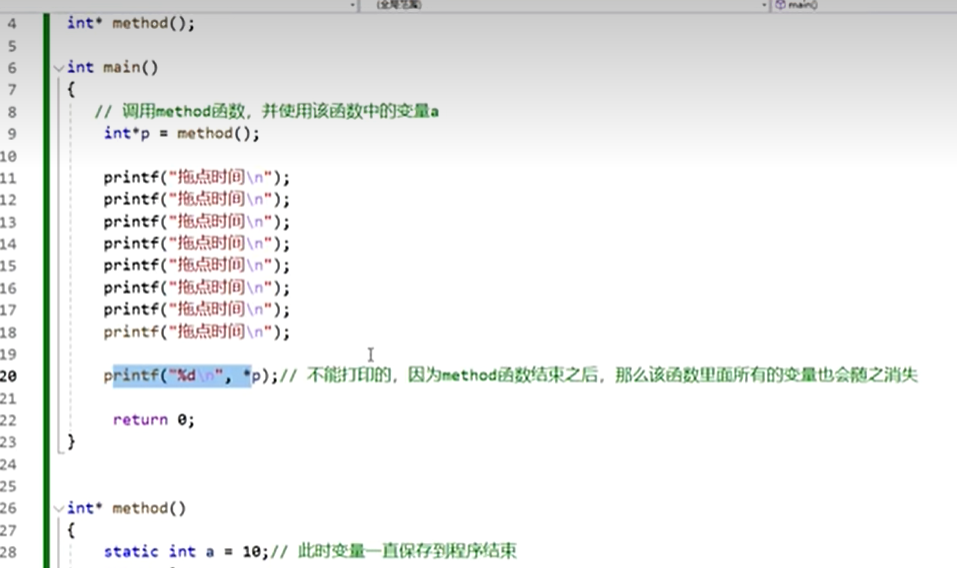 (全局范围) main()
4 int* method();
5
6 int main()
7 {
8 // 调用method函数，并使用该函数中的变量a
9 int*p = method();
10
11 printf("拖点时间\n");
12 printf("拖点时间\n");
13 printf("拖点时间\n");
14 printf("拖点时间\n");
15 printf("拖点时间\n");
16 printf("拖点时间\n");
17 printf("拖点时间\n");
18 printf("拖点时间\n");
19
20 printf("%d\n", *p);// 不能打印的，因为method函数结束之后，那么该函数里面所有的变量也会随之消失
21
22 return 0;
23 }
24
25
26 int* method()
27 {
28 static int a = 10;// 此时变量一直保存到程序结束